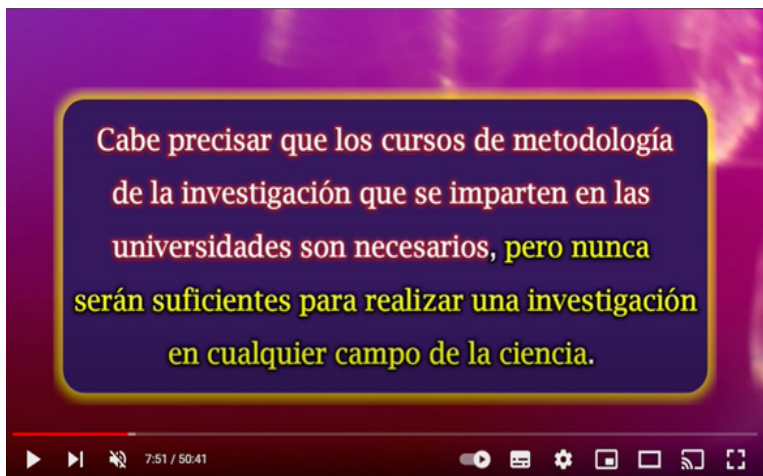 Cabe precisar que los cursos de metodología
de la investigación que se imparten en las
universidades son necesarios, pero nunca
serán suficientes para realizar una investigación
en cualquier campo de la ciencia.
7:51 / 50:41